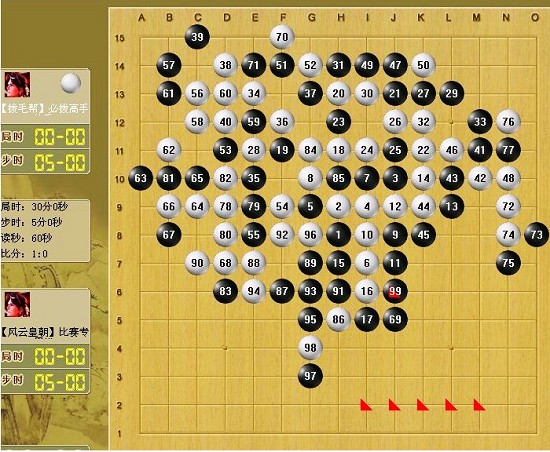 【拨毛帮】必拨高手
局时 00-00
步时 05-00
局时: 30分0秒
步时: 5分0秒
读秒: 60秒
比分: 1:0
【风云皇朝】比赛专
局时 00-00
步时 05-00
A B C D E F G H I J K L M N O
15 39 70
14 57 38 71 51 52 31 49 47 50
13 61 56 60 34 37 20 30 21 27 29
12 58 40 59 36 23 26 32 33 76
11 62 53 28 19 84 18 24 25 22 46 41 77
10 63 81 65 82 35 8 85 7 3 14 43 42 48
9 66 64 78 79 54 5 2 4 12 44 13 72
8 67 80 55 92 96 1 10 9 45 74 73
7 90 68 88 89 15 6 11 75
6 83 94 87 93 91 16 99
5 95 86 17 69
4 98
3 97
2
1